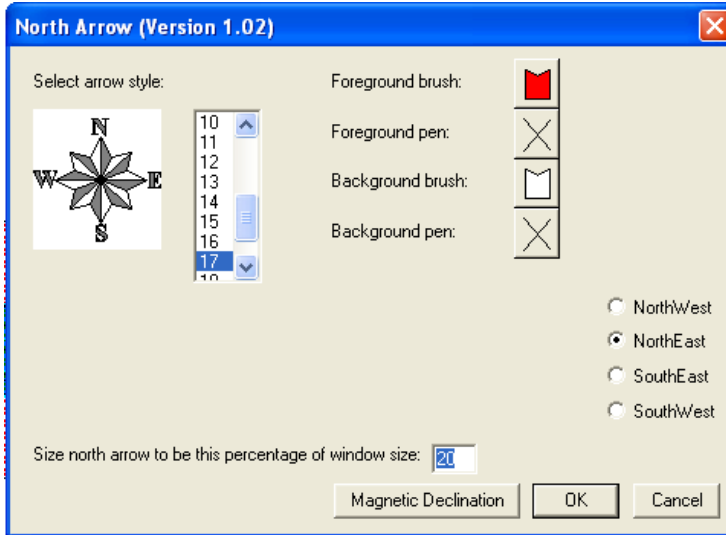 North Arrow (Version 1.02)
Select arrow style:
N
W E
S
10
11
12
13
14
15
16
17
Foreground brush:
Foreground pen:
Background brush:
Background pen:
NorthWest
NorthEast
SouthEast
SouthWest
Size north arrow to be this percentage of window size: 20
Magnetic Declination OK Cancel